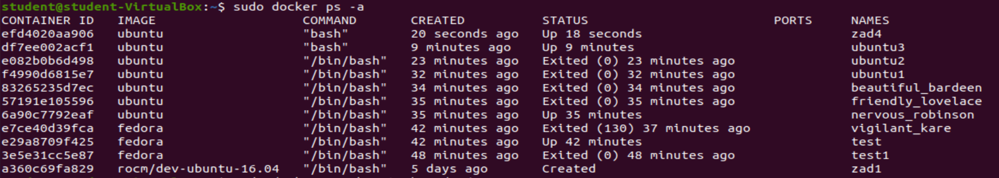 student@student-VirtualBox:~$ sudo docker ps -a
CONTAINER ID IMAGE COMMAND CREATED STATUS PORTS NAMES
efd4020aa906 ubuntu "bash" 20 seconds ago Up 18 seconds zad4
df7ee002acf1 ubuntu "bash" 9 minutes ago Up 9 minutes ubuntu3
e082b0b6d498 ubuntu "/bin/bash" 23 minutes ago Exited (0) 23 minutes ago ubuntu2
f4990d6815e7 ubuntu "/bin/bash" 32 minutes ago Exited (0) 32 minutes ago ubuntu1
83265235d7ec ubuntu "/bin/bash" 34 minutes ago Exited (0) 34 minutes ago beautiful_bardeen
57191e105596 ubuntu "/bin/bash" 35 minutes ago Exited (0) 35 minutes ago friendly_lovelace
6a90c7792eaf ubuntu "/bin/bash" 35 minutes ago Up 35 minutes nervous_robinson
e7ce40d39fca fedora "/bin/bash" 42 minutes ago Exited (130) 37 minutes ago vigilant_kare
e29a8709f425 fedora "/bin/bash" 42 minutes ago Up 42 minutes test
3e5e31cc5e87 fedora "/bin/bash" 48 minutes ago Exited (0) 48 minutes ago test1
a360c69fa829 rocm/dev-ubuntu-16.04 "/bin/bash" 5 days ago Created zad1